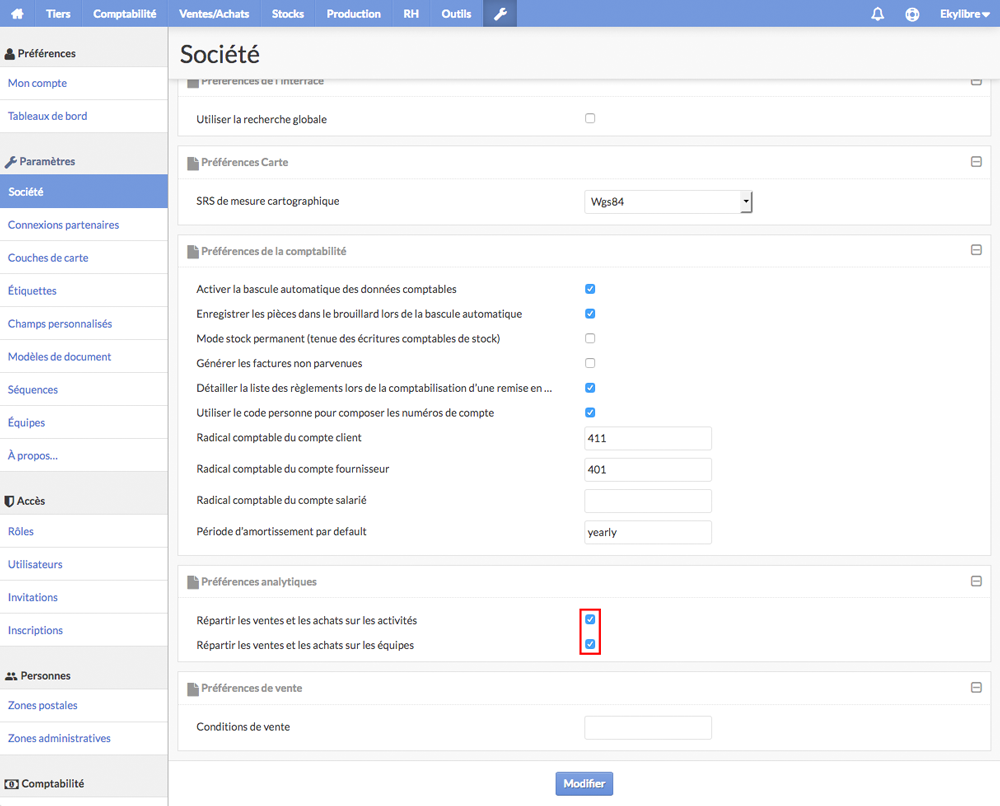 Tiers Comptabilité Ventes/Achats Stocks Production RH Outils Ekylibre
Préférences
Mon compte
Tableaux de bord
Paramètres
Société
Connexions partenaires
Couches de carte
Étiquettes
Champs personnalisés
Modèles de document
Séquences
Équipes
À propos...
Accès
Rôles
Utilisateurs
Invitations
Inscriptions
Personnes
Zones postales
Zones administratives
Comptabilité
Société
Préférences de l'interface
Utiliser la recherche globale
Préférences Carte
SRS de mesure cartographique Wgs84
Préférences de la comptabilité
Activer la bascule automatique des données comptables
Enregistrer les pièces dans le brouillard lors de la bascule automatique
Mode stock permanent (tenue des écritures comptables de stock)
Générer les factures non parvenues
Détailler la liste des règlements lors de la comptabilisation d'une remise en ...
Utiliser le code personne pour composer les numéros de compte
Radical comptable du compte client 411
Radical comptable du compte fournisseur 401
Radical comptable du compte salarié
Période d'amortissement par default yearly
Préférences analytiques
Répartir les ventes et les achats sur les activités
Répartir les ventes et les achats sur les équipes
Préférences de vente
Conditions de vente
Modifier